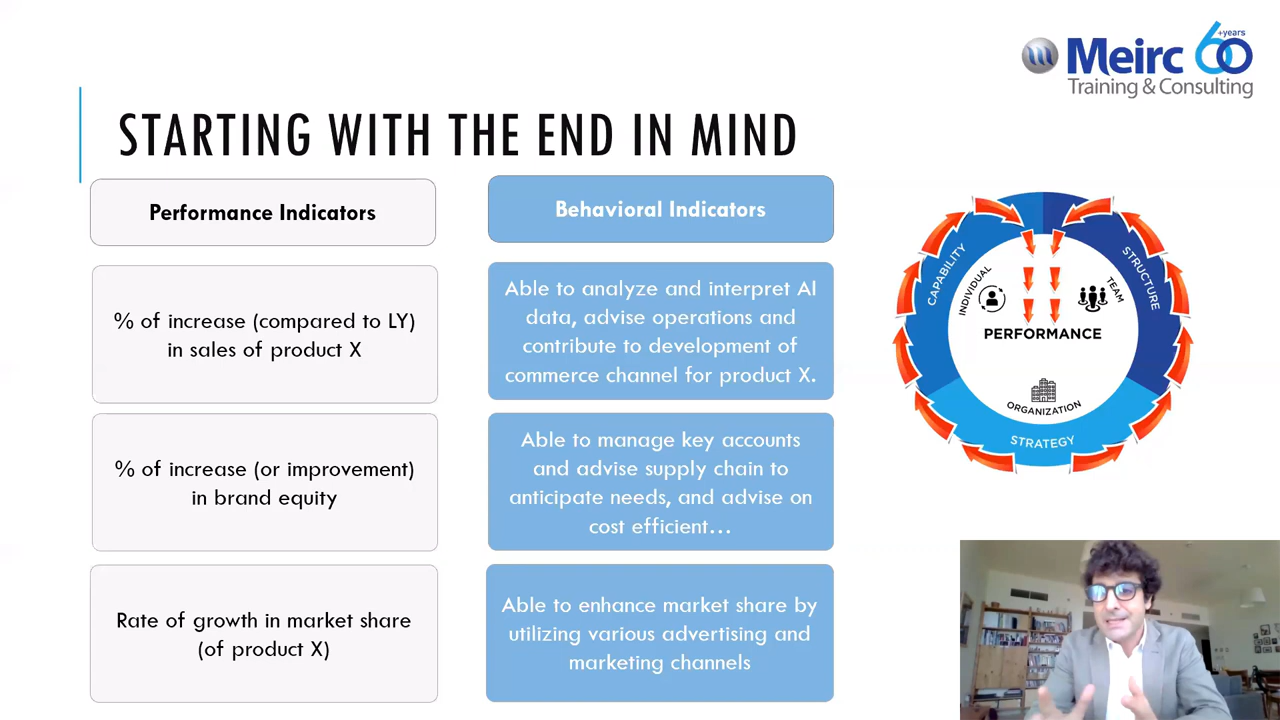 +years
Meirc 60
Training & Consulting
STARTING WITH THE END IN MIND
Performance Indicators
Behavioral Indicators
% of increase (compared to LY)
in sales of product X
Able to analyze and interpret AI
data, advise operations and
contribute to development of
commerce channel for product X.
% of increase (or improvement)
in brand equity
Able to manage key accounts
and advise supply chain to
anticipate needs, and advise on
cost efficient...
Rate of growth in market share
(of product X)
Able to enhance market share by
utilizing various advertising and
marketing channels
CAPABILITY
STRUCTURE
INDIVIDUAL
TEAM
PERFORMANCE
ORGANIZATION
STRATEGY